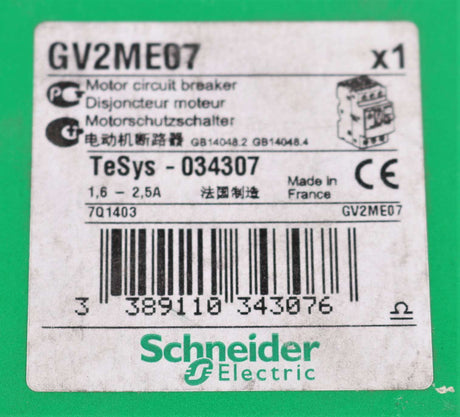 GV2ME07 x1
Motor circuit breaker
Disjoncteur moteur
Motorschutzschalter
电动机断路器 GB14048.2 GB14048.4
TeSys - 034307
1,6 – 2,5A 法国制造 Made in France CE
7Q1403 GV2ME07
3 389110 343076
Schneider
Electric